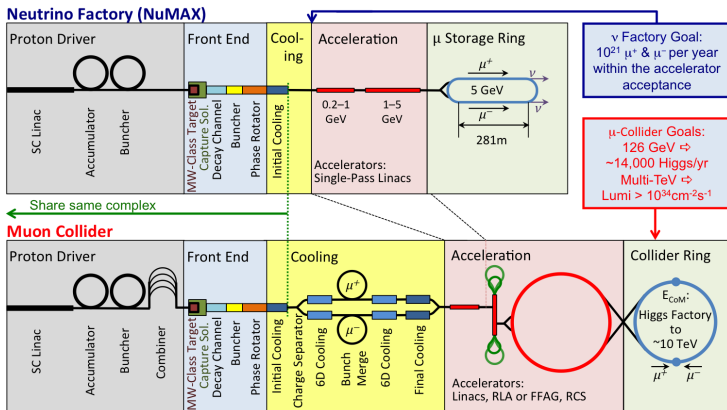 Neutrino Factory (NuMAX)
Proton Driver
Front End
Cool-
ing
Acceleration
μ Storage Ring
SC Linac
Accumulator
Buncher
MW-Class Target
Capture Sol.
Decay Channel
Buncher
Phase Rotator
Initial Cooling
0.2–1
GeV
1–5
GeV
Accelerators:
Single-Pass Linacs
μ⁺
5 GeV
μ⁻
ν
ν
281m
ν Factory Goal:
10²¹ μ⁺ & μ⁻ per year
within the accelerator
acceptance
μ-Collider Goals:
126 GeV ⇨
~14,000 Higgs/yr
Multi-TeV ⇨
Lumi > 10³⁴cm⁻²s⁻¹
Share same complex
Muon Collider
Proton Driver
Front End
Cooling
Acceleration
Collider Ring
SC Linac
Accumulator
Buncher
Combiner
MW-Class Target
Capture Sol.
Decay Channel
Buncher
Phase Rotator
Initial Cooling
Charge Separator
6D Cooling
μ⁺
μ⁻
Bunch
Merge
6D Cooling
Final Cooling
Accelerators:
Linacs, RLA or FFAG, RCS
E_CoM:
Higgs Factory
to
~10 TeV
μ⁺ μ⁻